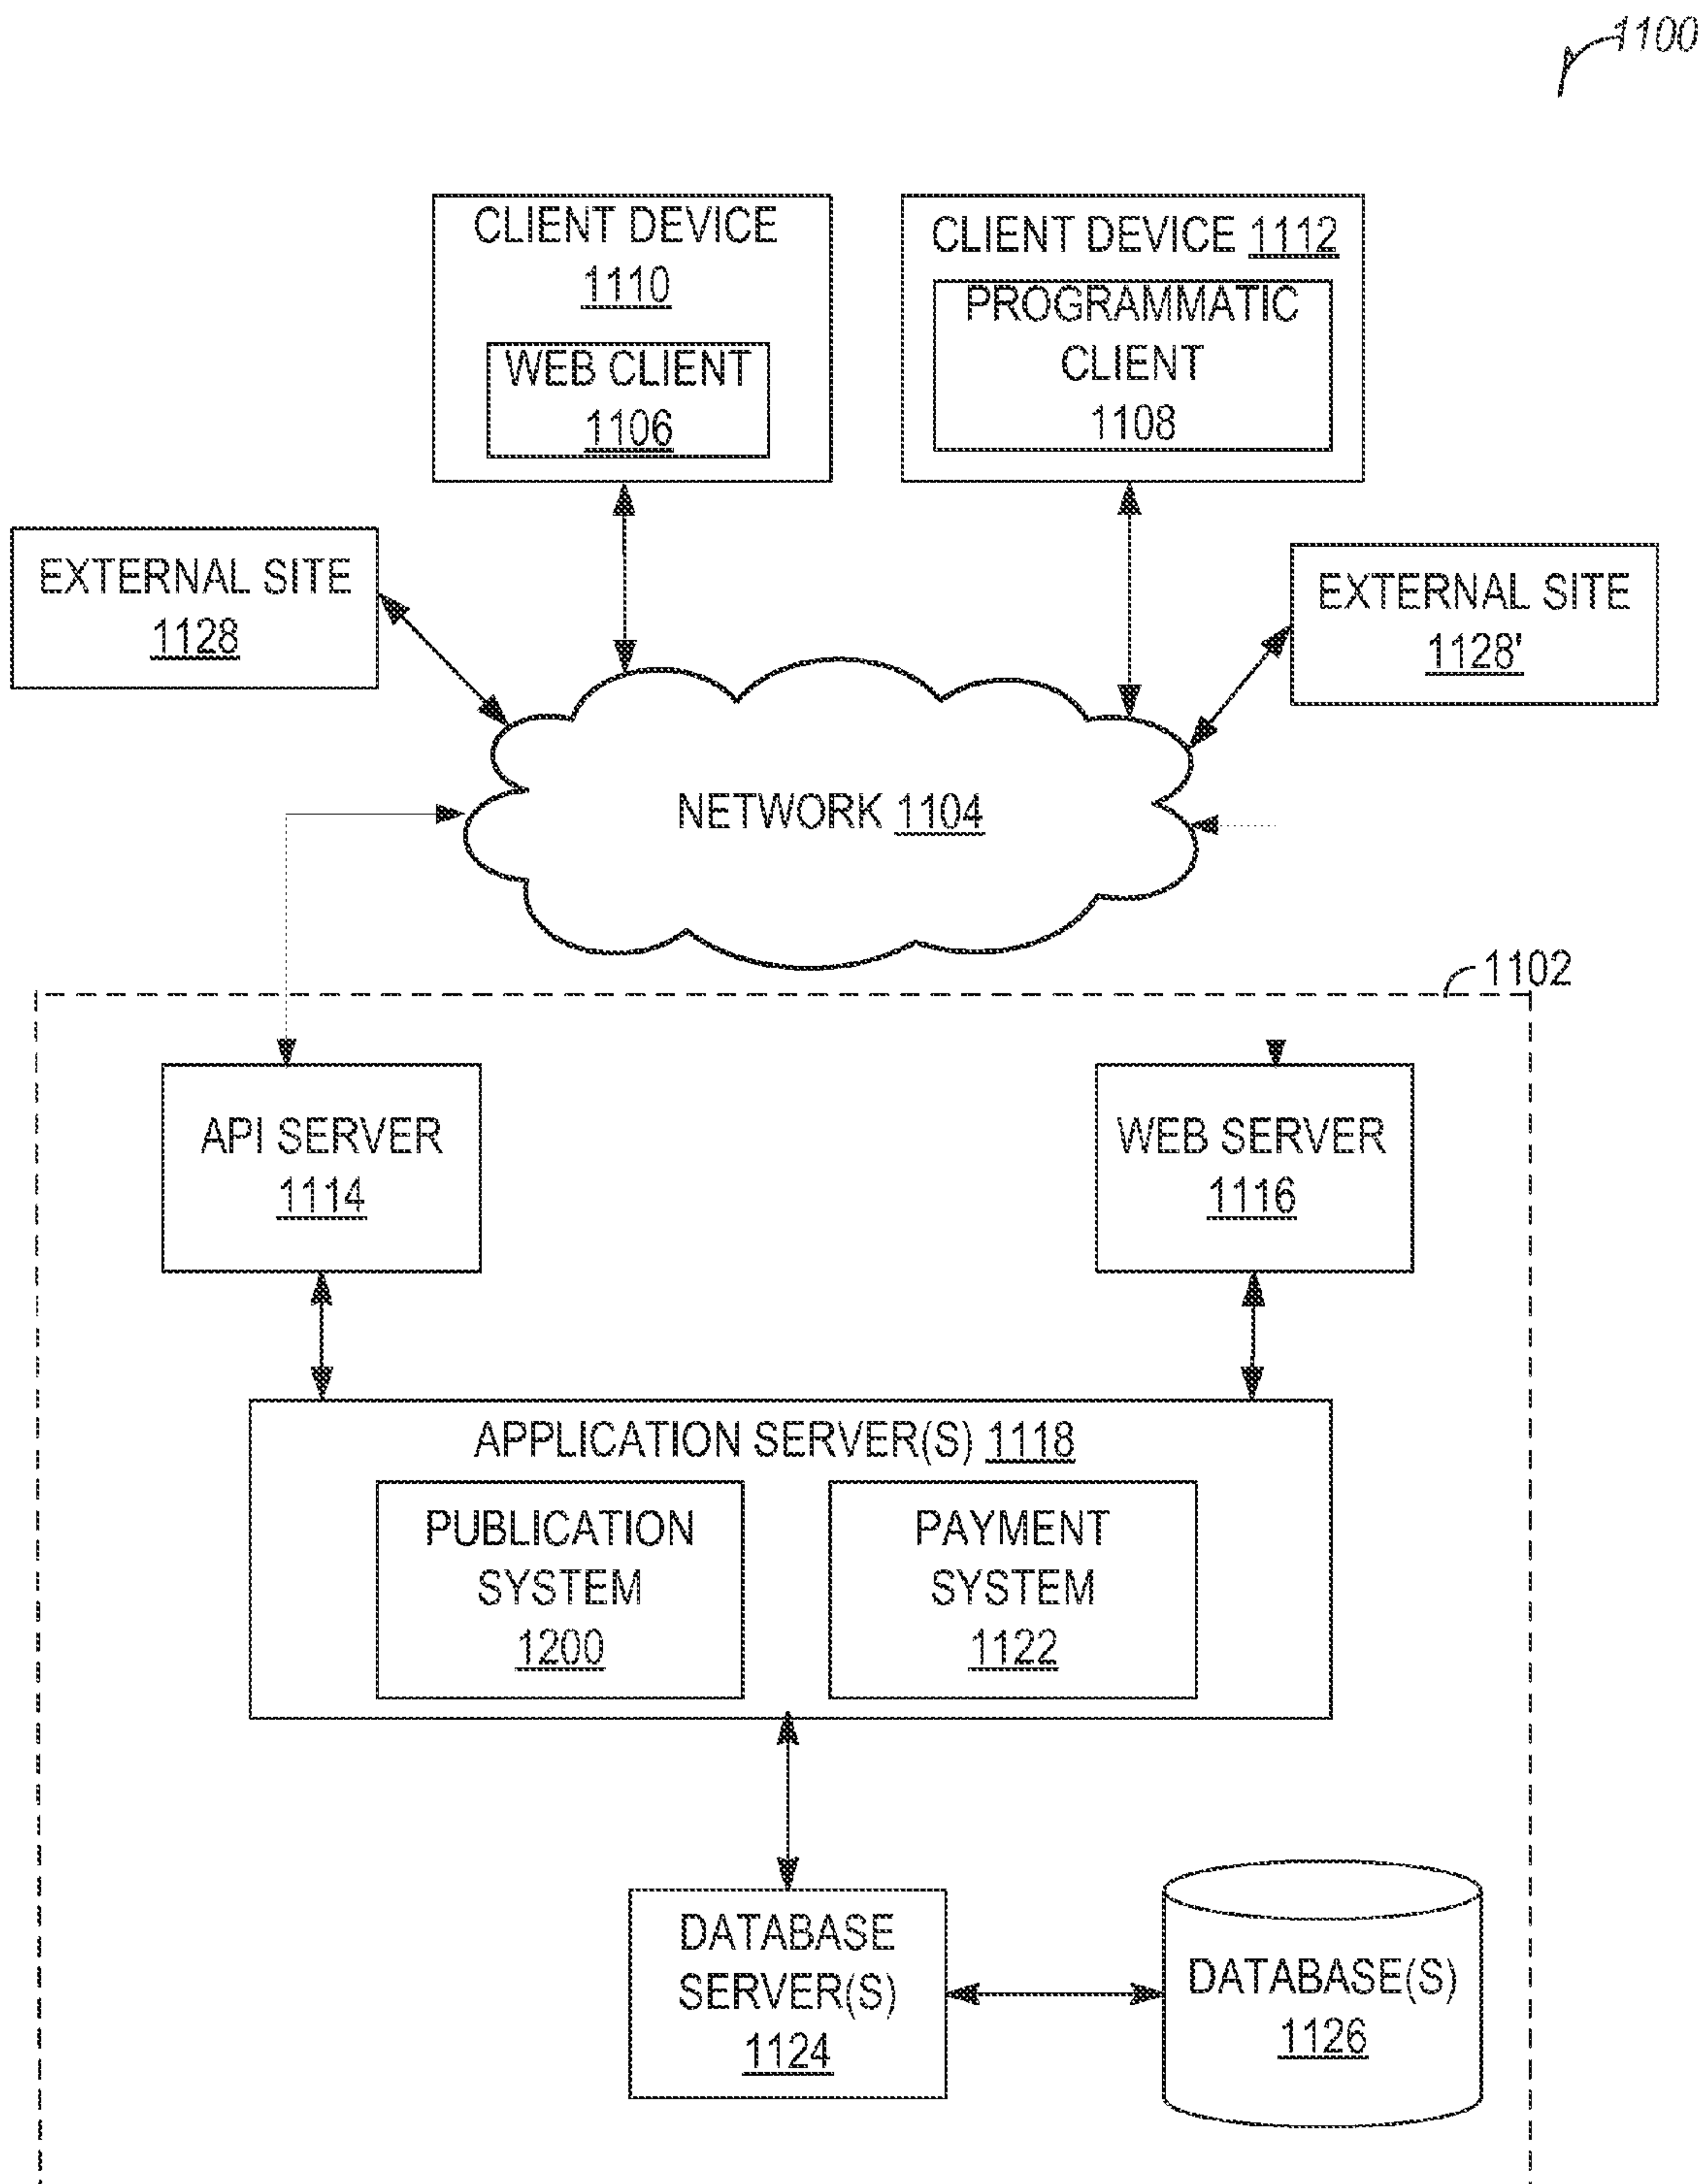 1100
CLIENT DEVICE
1110
WEB CLIENT
1106
CLIENT DEVICE 1112
PROGRAMMATIC
CLIENT
1108
EXTERNAL SITE
1128
EXTERNAL SITE
1128'
NETWORK 1104
1102
API SERVER
1114
WEB SERVER
1116
APPLICATION SERVER(S) 1118
PUBLICATION
SYSTEM
1200
PAYMENT
SYSTEM
1122
DATABASE
SERVER(S)
1124
DATABASE(S)
1126